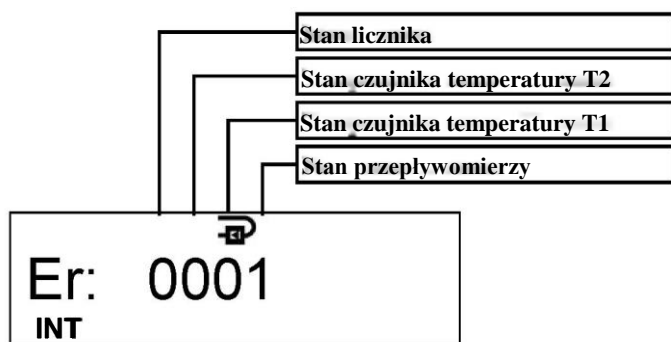 Stan licznika
Stan czujnika temperatury T2
Stan czujnika temperatury T1
Stan przepływomierzy
Er: 0001
INT